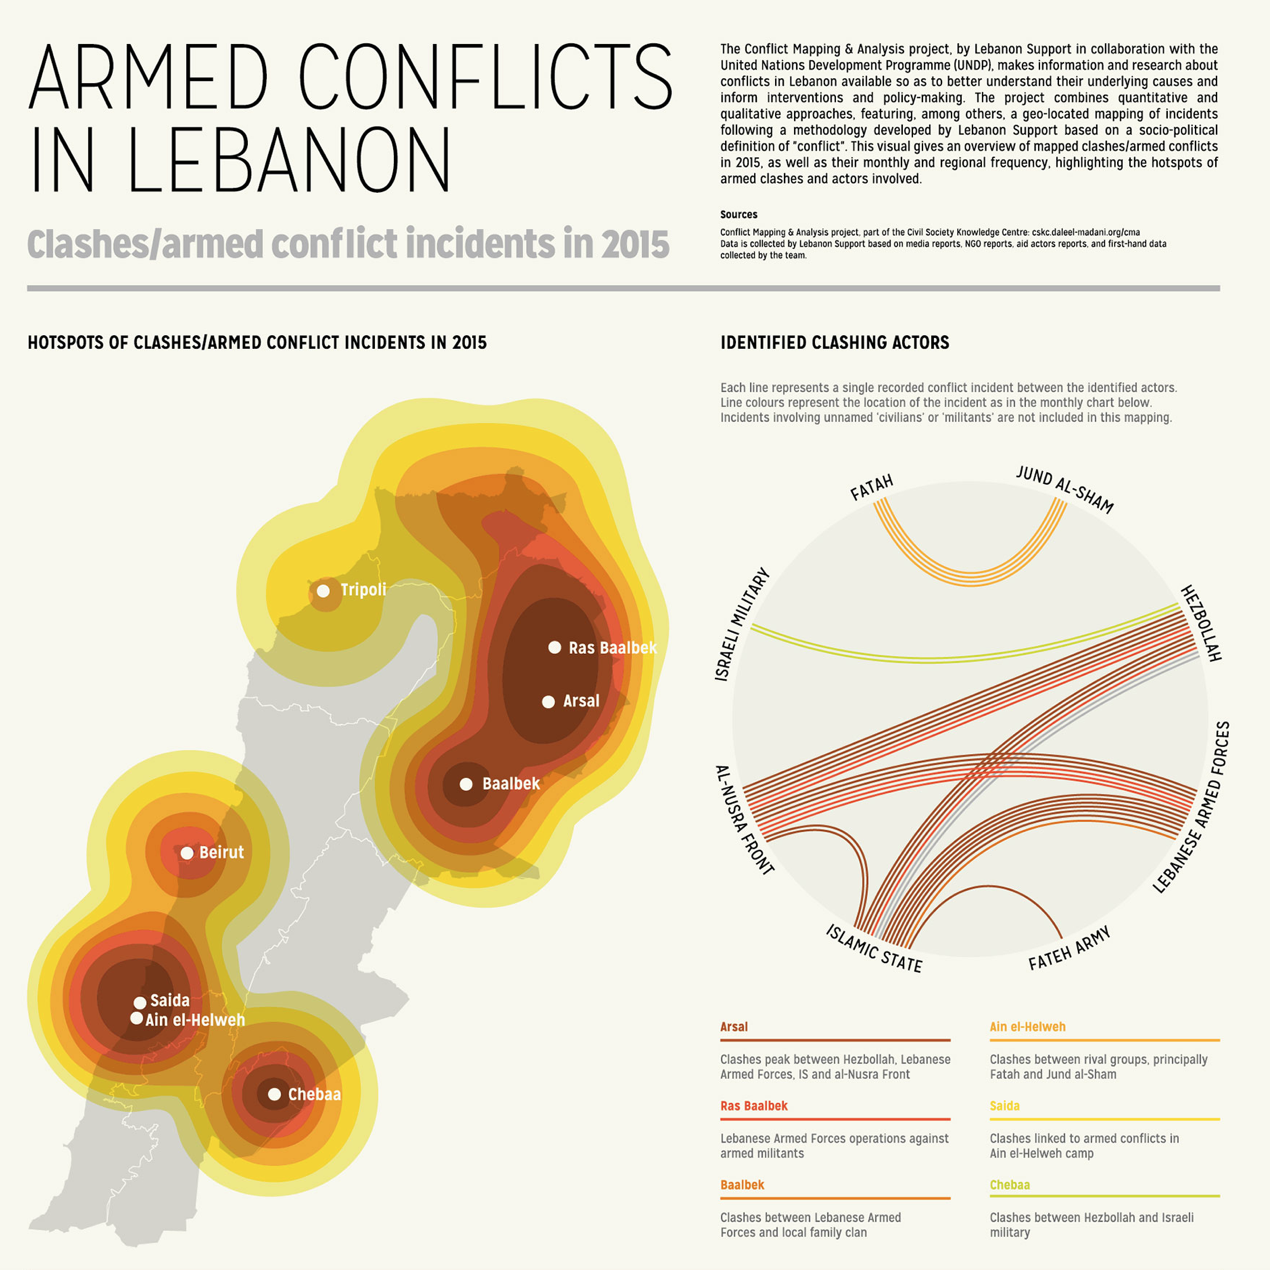 ARMED CONFLICTS
IN LEBANON
Clashes/armed conflict incidents in 2015
The Conflict Mapping & Analysis project, by Lebanon Support in collaboration with the
United Nations Development Programme (UNDP), makes information and research about
conflicts in Lebanon available so as to better understand their underlying causes and
inform interventions and policy-making. The project combines quantitative and
qualitative approaches, featuring, among others, a geo-located mapping of incidents
following a methodology developed by Lebanon Support based on a socio-political
definition of "conflict". This visual gives an overview of mapped clashes/armed conflicts
in 2015, as well as their monthly and regional frequency, highlighting the hotspots of
armed clashes and actors involved.
Sources
Conflict Mapping & Analysis project, part of the Civil Society Knowledge Centre: cskc.daleel-madani.org/cma
Data is collected by Lebanon Support based on media reports, NGO reports, aid actors reports, and first-hand data
collected by the team.
HOTSPOTS OF CLASHES/ARMED CONFLICT INCIDENTS IN 2015
Tripoli
Ras Baalbek
Arsal
Baalbek
Beirut
Saida
Ain el-Helweh
Chebaa
IDENTIFIED CLASHING ACTORS
Each line represents a single recorded conflict incident between the identified actors.
Line colours represent the location of the incident as in the monthly chart below.
Incidents involving unnamed 'civilians' or 'militants' are not included in this mapping.
FATAH
JUND AL-SHAM
ISRAELI MILITARY
HEZBOLLAH
AL-NUSRA FRONT
LEBANESE ARMED FORCES
ISLAMIC STATE
FATEH ARMY
Arsal
Clashes peak between Hezbollah, Lebanese
Armed Forces, IS and al-Nusra Front
Ras Baalbek
Lebanese Armed Forces operations against
armed militants
Baalbek
Clashes between Lebanese Armed
Forces and local family clan
Ain el-Helweh
Clashes between rival groups, principally
Fatah and Jund al-Sham
Saida
Clashes linked to armed conflicts in
Ain el-Helweh camp
Chebaa
Clashes between Hezbollah and Israeli
military